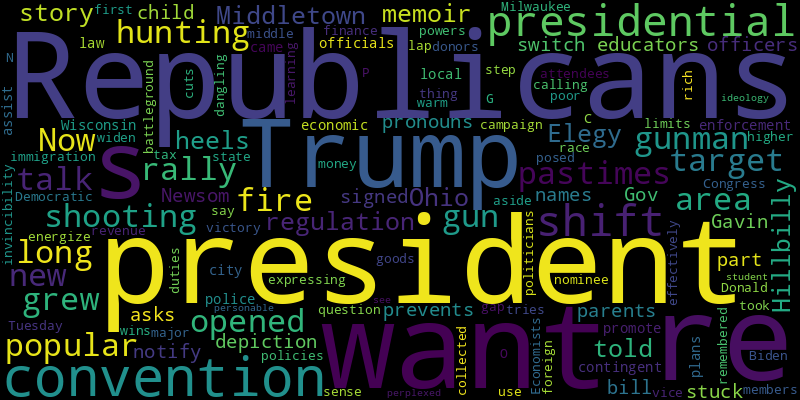 story first child Middletown memoir Milwaukee presidential
law hunting middle finance officials powers lap donors switch educators officers
Republicans
N assist battleground cuts dangling came learning P local step calling attendees thing warm G poor rich ideology
Wisconsin widen Now heels economic pronouns campaign C Elegy gunman limits enforcement higher
immigration tax state rally Trump money race posed target Congress
invincibility talk s Democratic Newsom fire signed Ohio aside names pastimes Gov area Hillbilly
shooting say victory regulation gun shift Gavin
long energize revenue duties city president goods expressing nominee politicians effectively part student Donald took
new grew police personable question see prevents gap tries parents promote remembered
Tuesday asks wins major opened told Biden
popular notify depiction policies want re contingent plans
convention sense perplexed collected O use Economists foreign bill vice stuck members